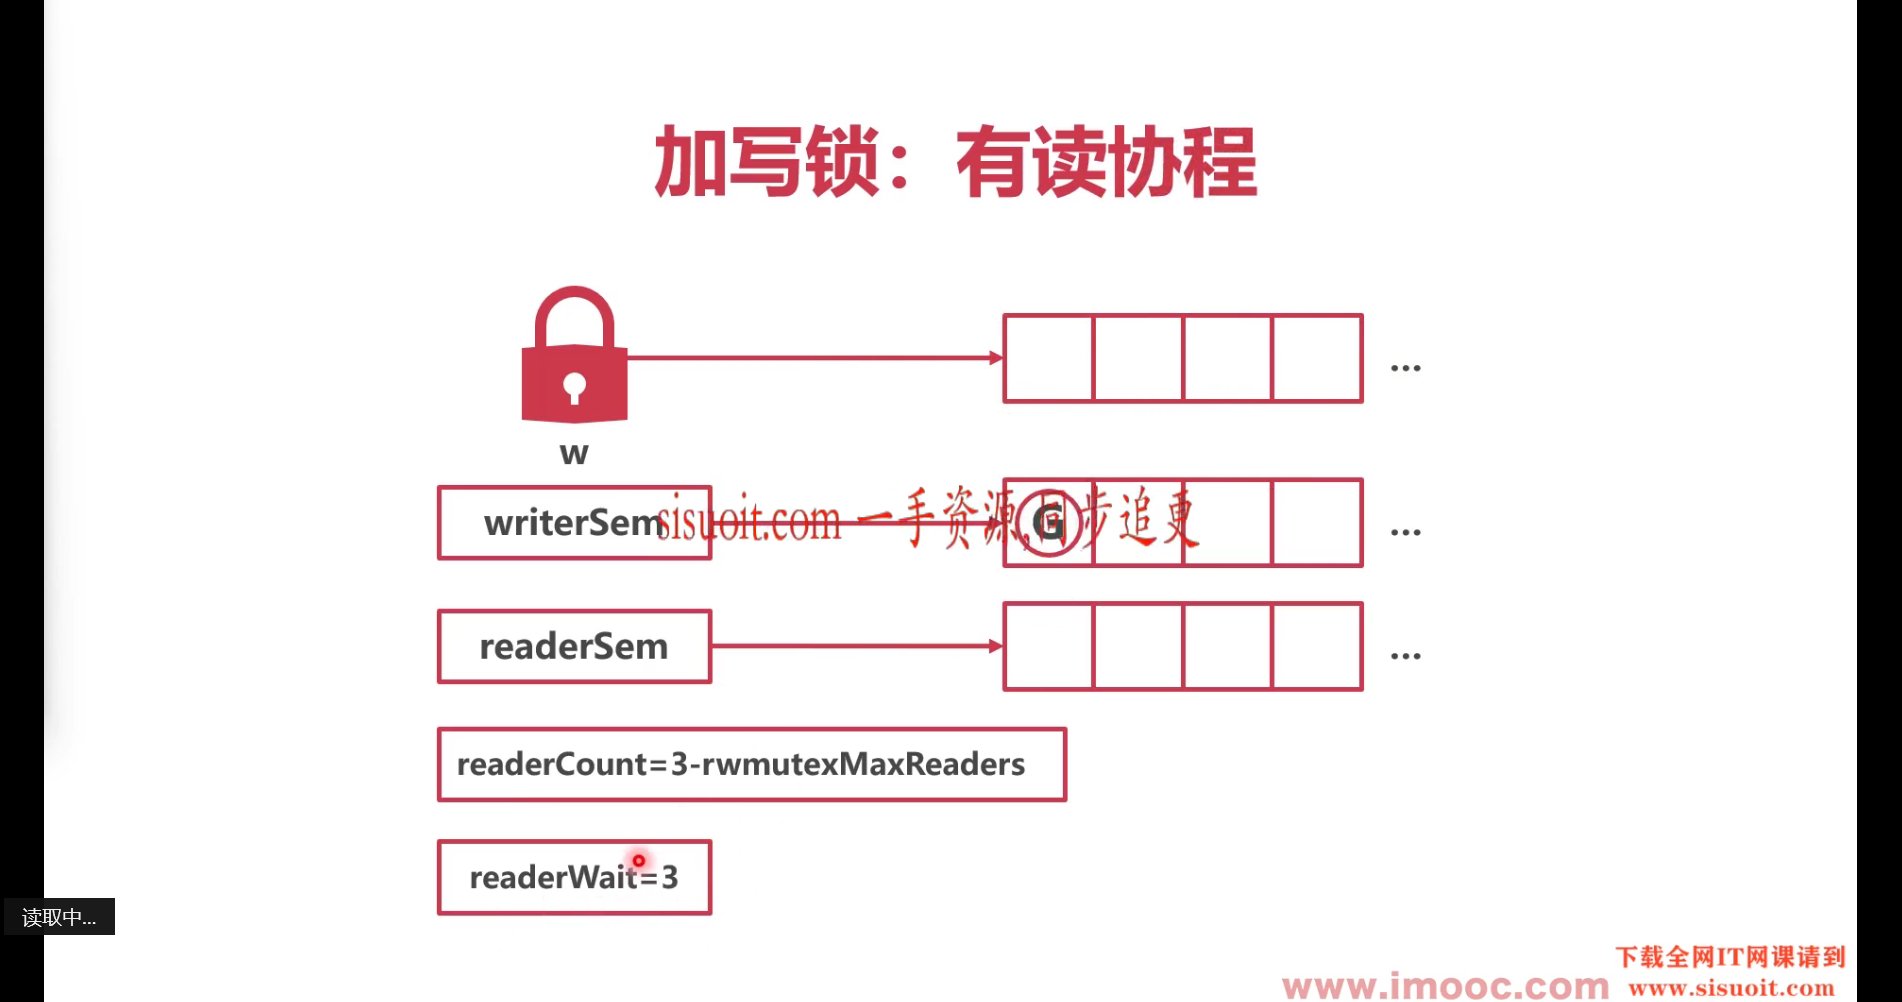 加写锁：有读协程
...
w
writerSem
G
...
sisuoit.com 一手资源,同步追更
readerSem
...
readerCount=3-rwmutexMaxReaders
readerWait=3
读取中...
下载全网IT网课请到
www.imooc.com
www.sisuoit.com